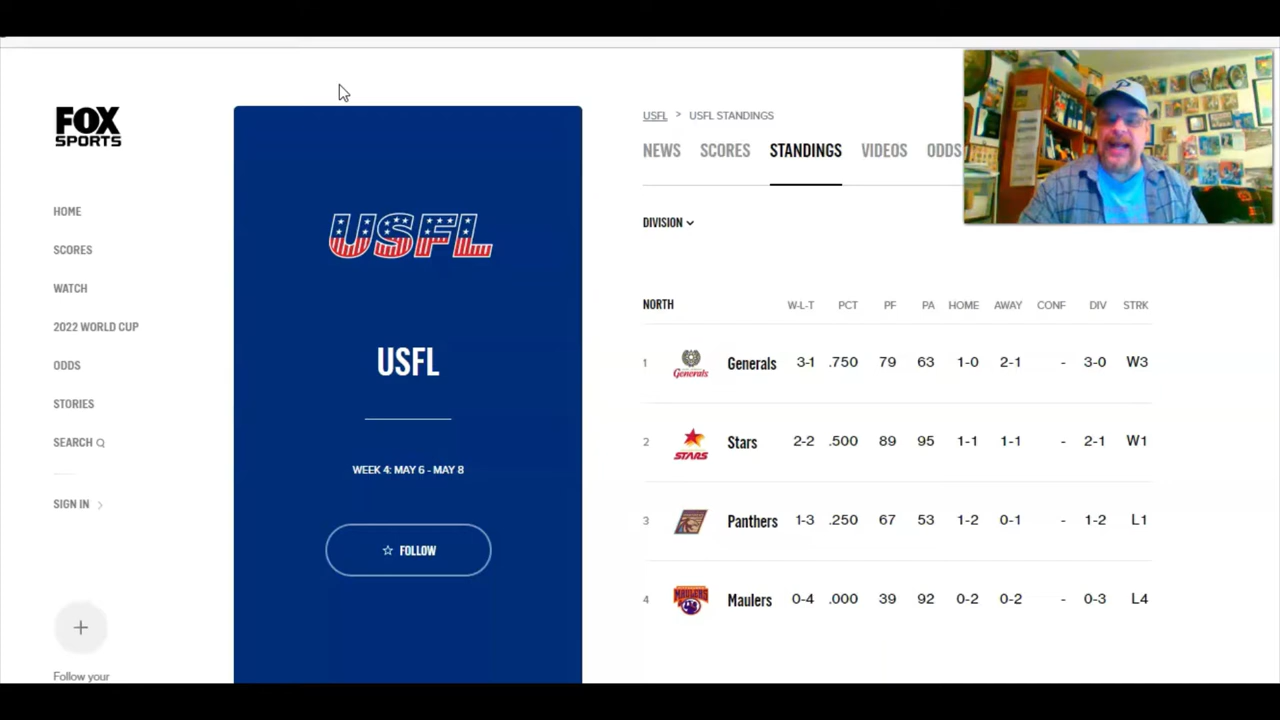 FOX
SPORTS
HOME
SCORES
WATCH
2022 WORLD CUP
ODDS
STORIES
SEARCH
SIGN IN
Follow your
USFL
USFL
WEEK 4: MAY 6 - MAY 8
FOLLOW
USFL > USFL STANDINGS
NEWS SCORES STANDINGS VIDEOS ODDS
DIVISION
NORTH W-L-T PCT PF PA HOME AWAY CONF DIV STRK
1 Generals Generals 3-1 .750 79 63 1-0 2-1 - 3-0 W3
2 STARS Stars 2-2 .500 89 95 1-1 1-1 - 2-1 W1
3 Panthers 1-3 .250 67 53 1-2 0-1 - 1-2 L1
4 MAULERS Maulers 0-4 .000 39 92 0-2 0-2 - 0-3 L4
P